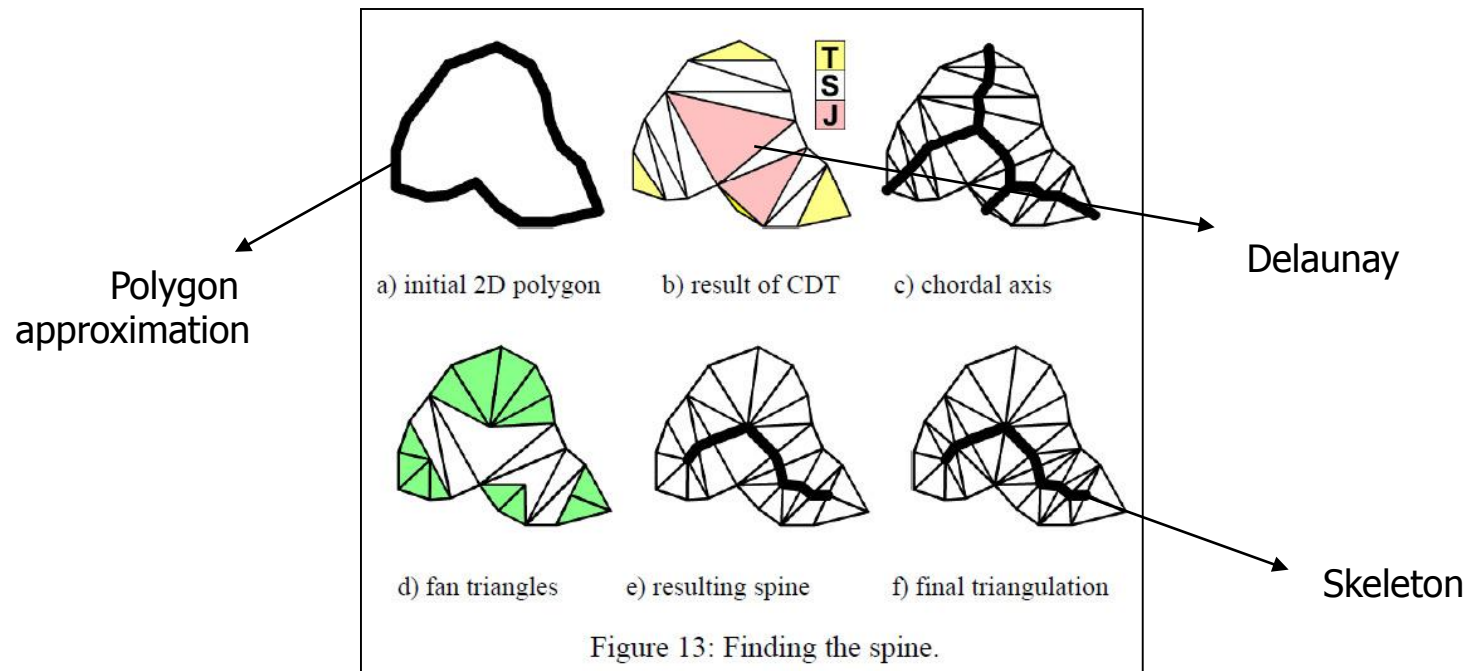 T
S
J
Polygon
approximation
Delaunay
a) initial 2D polygon b) result of CDT c) chordal axis
Skeleton
d) fan triangles e) resulting spine f) final triangulation
Figure 13: Finding the spine.